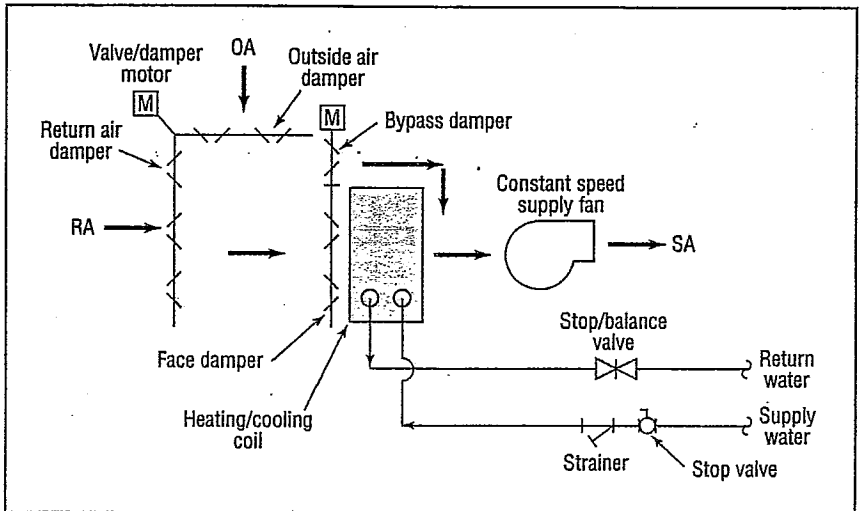 Valve/damper
motor
OA
Outside air
damper
M
M
Return air
damper
Bypass damper
Constant speed
supply fan
RA
SA
Face damper
Stop/balance
valve
Return
water
Heating/cooling
coil
Supply
water
Strainer
Stop valve